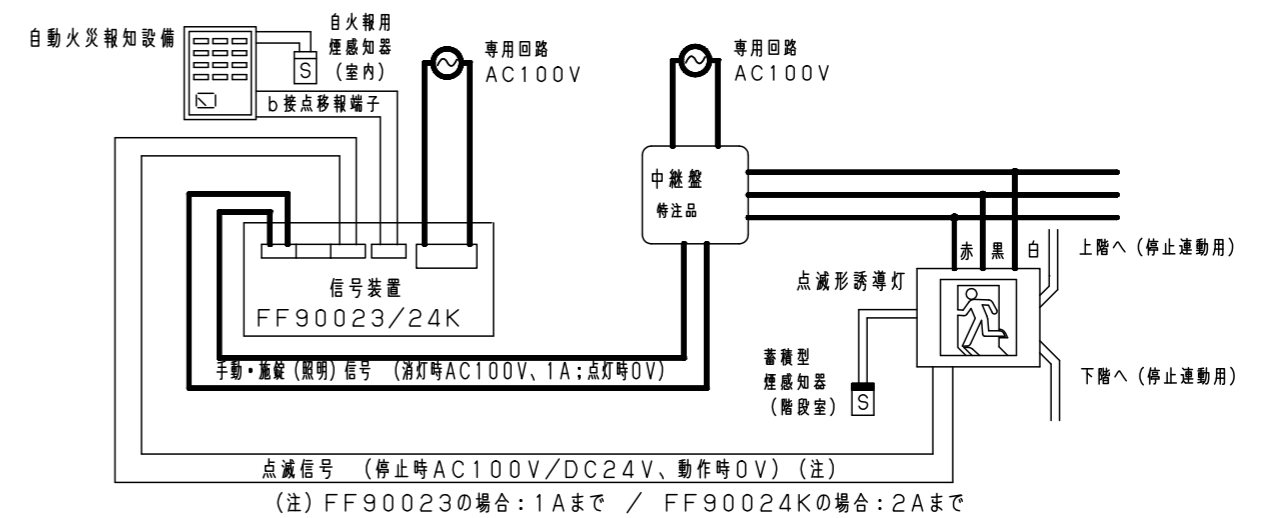 自動火災報知設備
自火報用
煙感知器
(室内)
S
b接点移報端子
専用回路
AC100V
専用回路
AC100V
中継盤
特注品
信号装置
FF90023/24K
赤 黒 白
上階へ(停止連動用)
点滅形誘導灯
蓄積型
煙感知器
(階段室)
S
下階へ(停止連動用)
手動・施錠(照明)信号 (消灯時AC100V、1A;点灯時0V)
点滅信号 (停止時AC100V/DC24V、動作時0V)(注)
(注)FF90023の場合:1Aまで / FF90024Kの場合:2Aまで